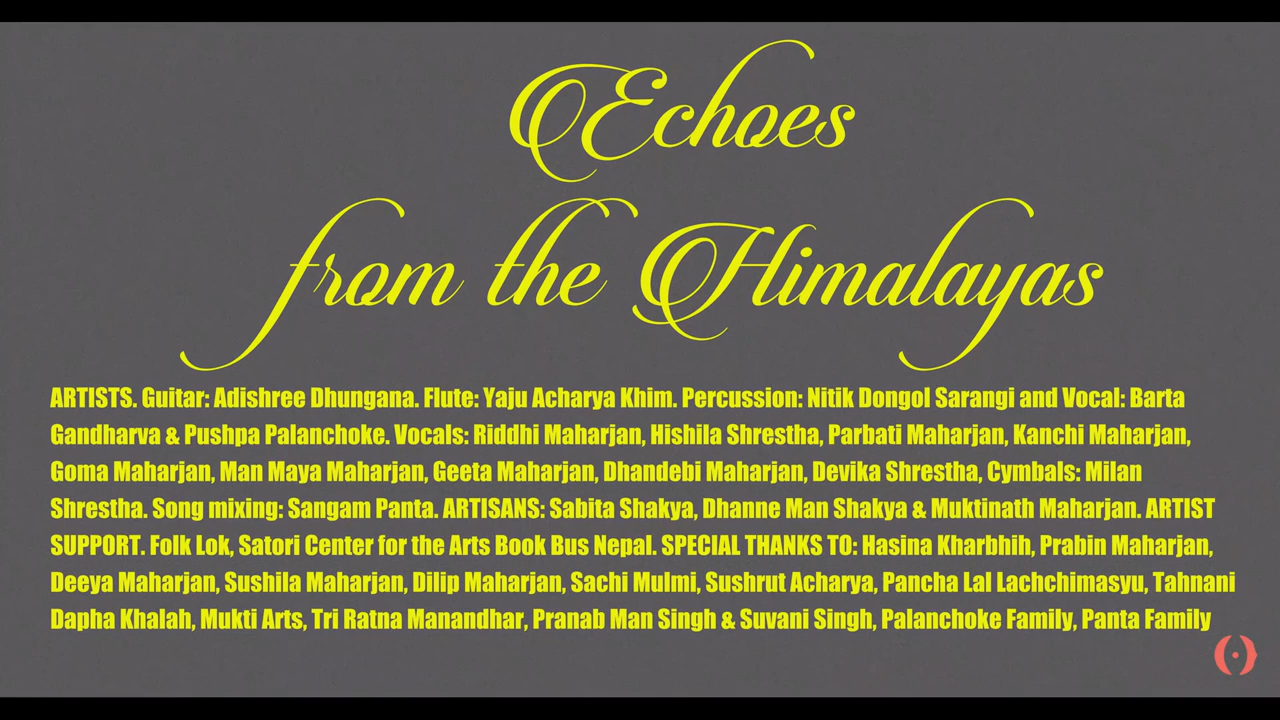 Echoes
from the Himalayas
ARTISTS. Guitar: Adishree Dhungana. Flute: Yaju Acharya Khim. Percussion: Nitik Dongol Sarangi and Vocal: Barta
Gandharva & Pushpa Palanchoke. Vocals: Riddhi Maharjan, Hishila Shrestha, Parbati Maharjan, Kanchi Maharjan,
Goma Maharjan, Man Maya Maharjan, Geeta Maharjan, Dhandebi Maharjan, Devika Shrestha, Cymbals: Milan
Shrestha. Song mixing: Sangam Panta. ARTISANS: Sabita Shakya, Dhanne Man Shakya & Muktinath Maharjan. ARTIST
SUPPORT. Folk Lok, Satori Center for the Arts Book Bus Nepal. SPECIAL THANKS TO: Hasina Kharbhih, Prabin Maharjan,
Deeya Maharjan, Sushila Maharjan, Dilip Maharjan, Sachi Mulmi, Sushrut Acharya, Pancha Lal Lachchimasyu, Tahnani
Dapha Khalah, Mukti Arts, Tri Ratna Manandhar, Pranab Man Singh & Suvani Singh, Palanchoke Family, Panta Family